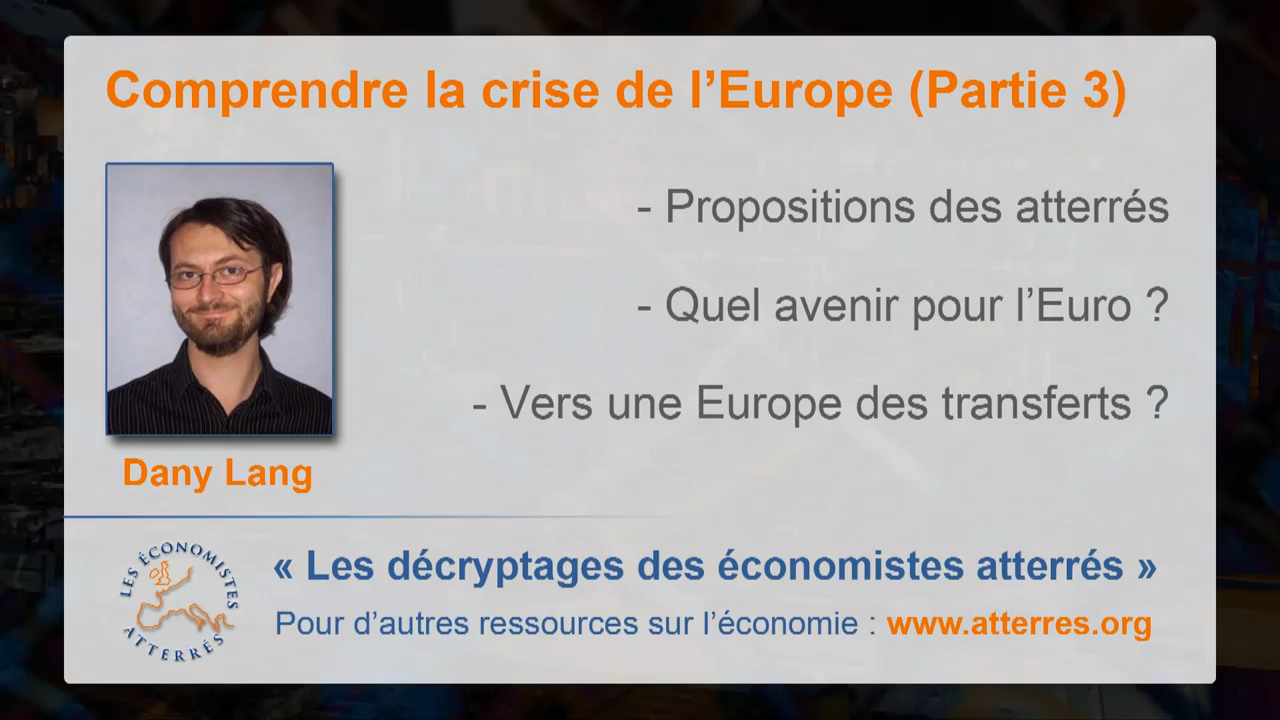 Comprendre la crise de l’Europe (Partie 3)
- Propositions des atterrés
- Quel avenir pour l’Euro ?
- Vers une Europe des transferts ?
Dany Lang
LES ÉCONOMISTES
ATTERRÉS
« Les décryptages des économistes atterrés »
Pour d’autres ressources sur l’économie : www.atterres.org